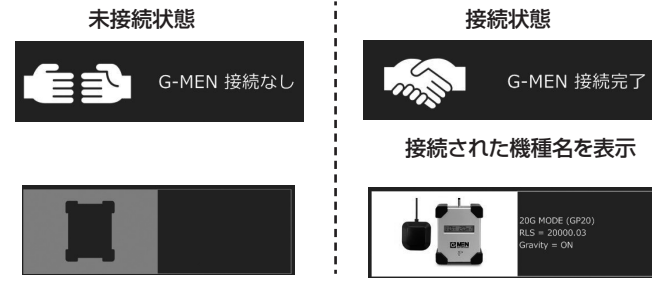 未接続状態
G-MEN 接続なし
接続状態
G-MEN 接続完了
接続された機種名を表示
20G MODE (GP20)
RLS = 20000.03
Gravity = ON
G MEN